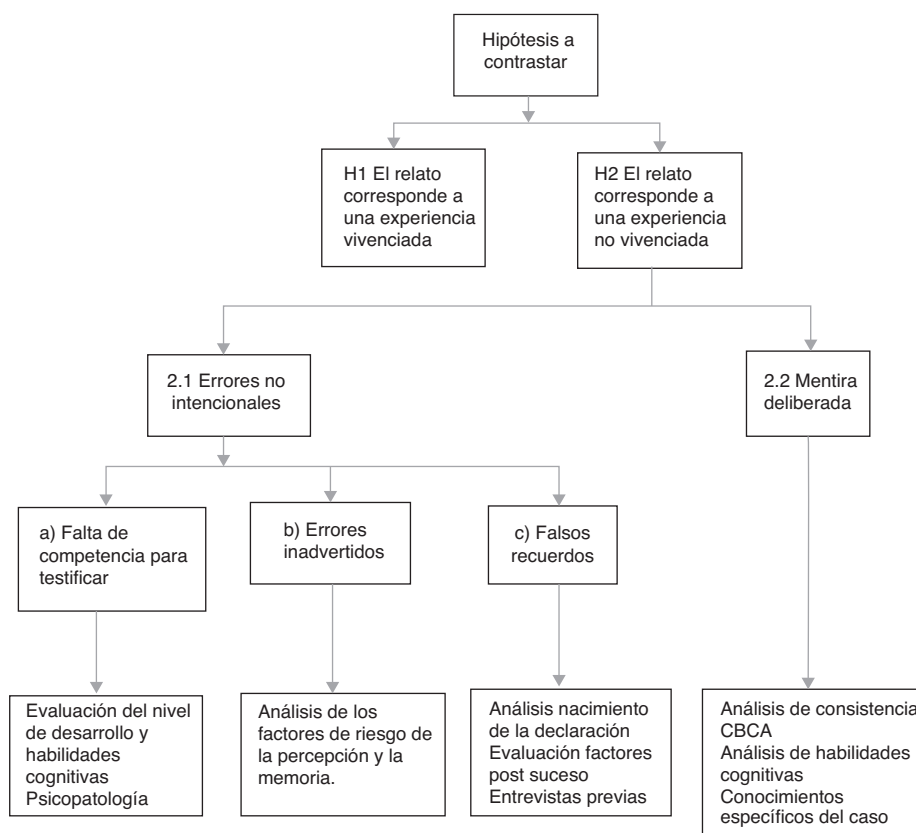 Hipótesis a
contrastar
H1 El relato
corresponde a
una experiencia
vivenciada
H2 El relato
corresponde a
una experiencia
no vivenciada
2.1 Errores no
intencionales
2.2 Mentira
deliberada
a) Falta de
competencia para
testificar
b) Errores
inadvertidos
c) Falsos
recuerdos
Evaluación del nivel
de desarrollo y
habilidades
cognitivas
Psicopatología
Análisis de los
factores de riesgo de
la percepción y la
memoria.
Análisis nacimiento
de la declaración
Evaluación factores
post suceso
Entrevistas previas
Análisis de consistencia
CBCA
Análisis de habilidades
cognitivas
Conocimientos
específicos del caso